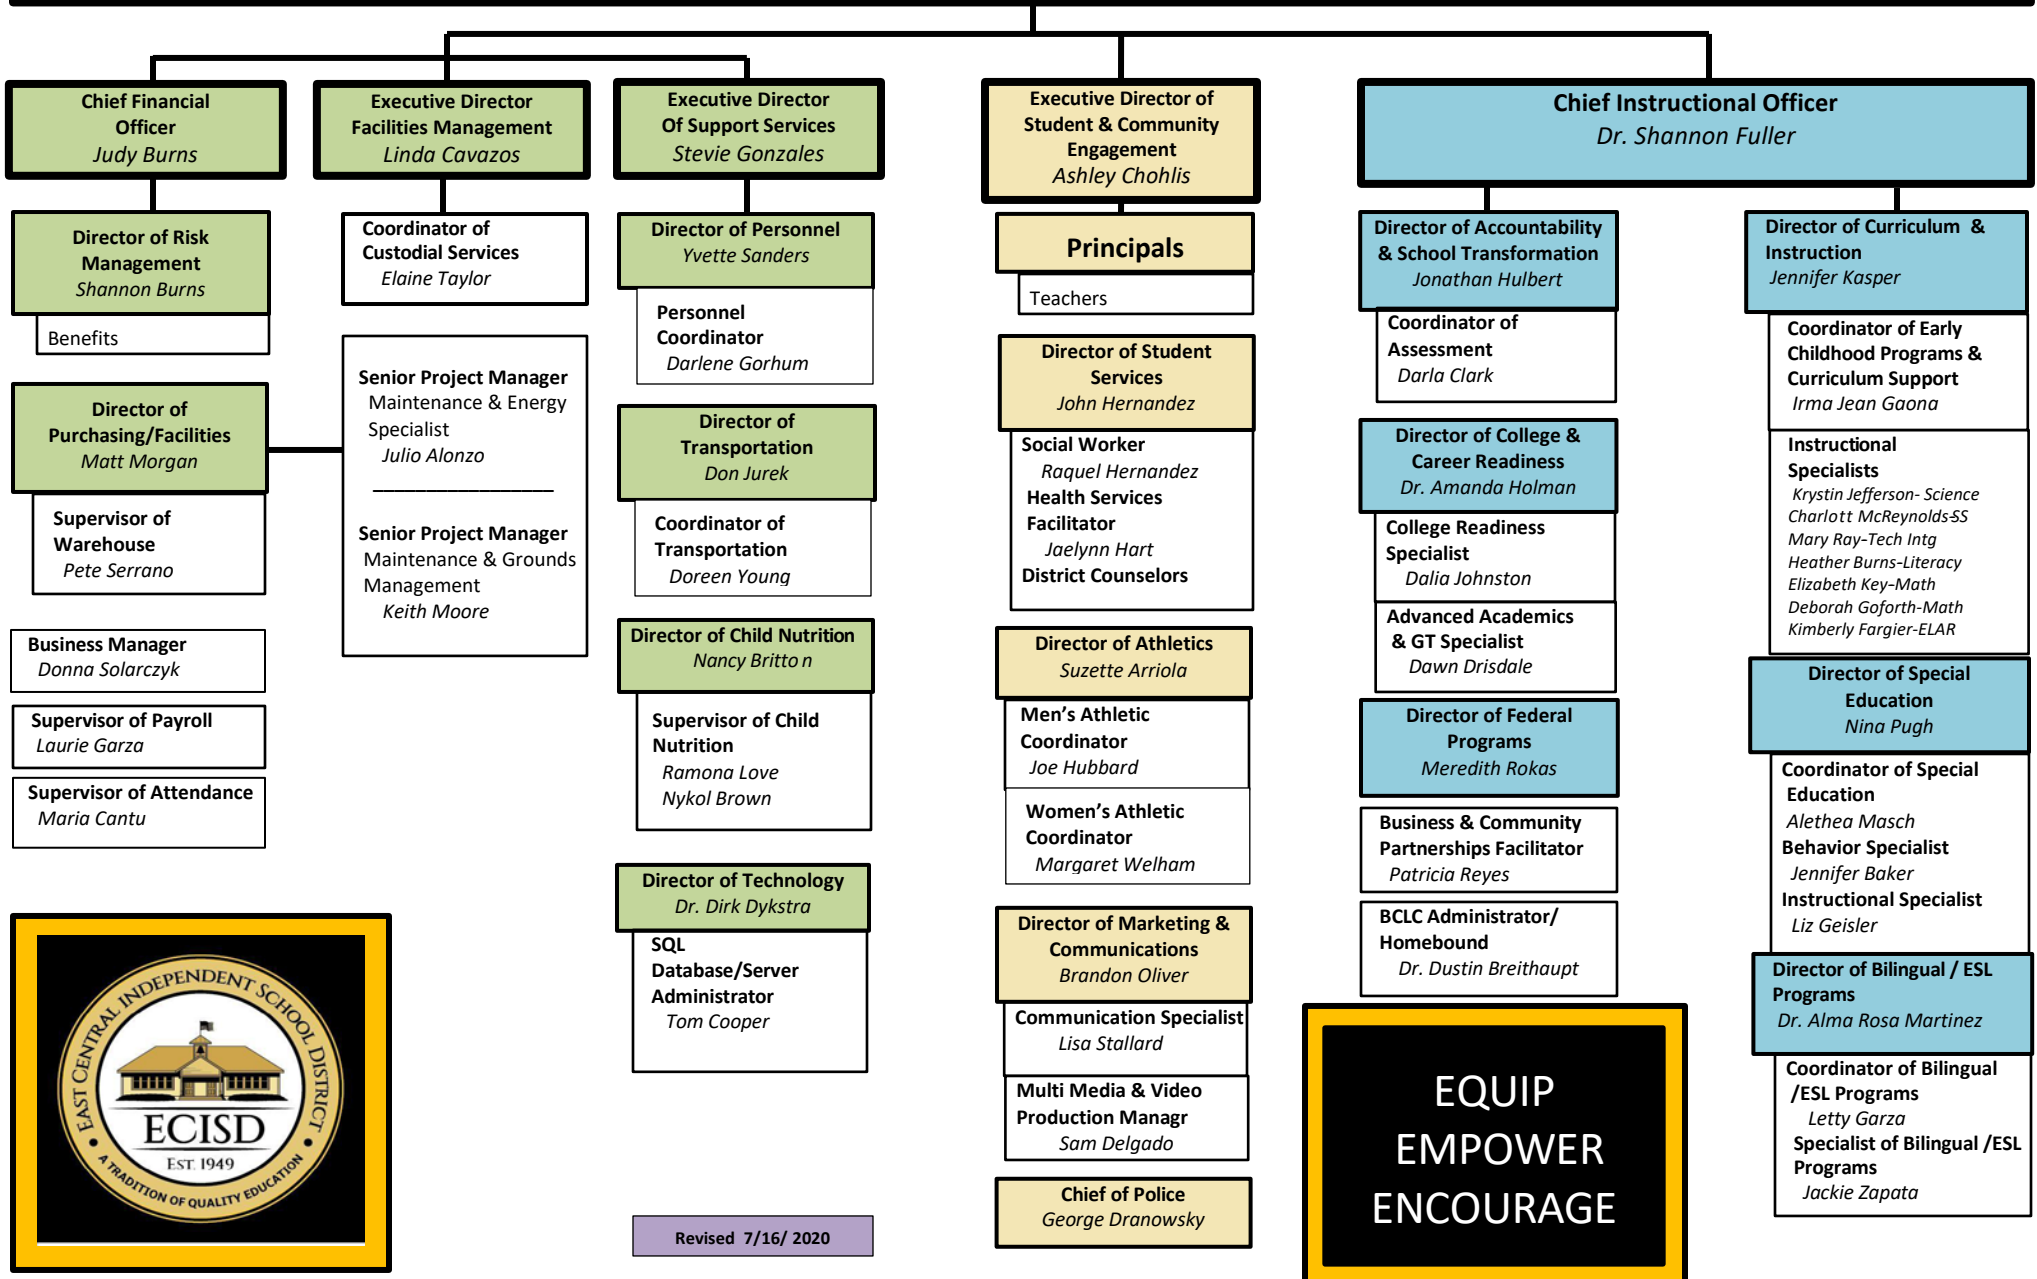 Chief Financial
Officer
Judy Burns
Director of Risk
Management
Shannon Burns
Benefits
Director of
Purchasing/Facilities
Matt Morgan
Supervisor of
Warehouse
Pete Serrano
Business Manager
Donna Solarczyk
Supervisor of Payroll
Laurie Garza
Supervisor of Attendance
Maria Cantu
Executive Director
Facilities Management
Linda Cavazos
Coordinator of
Custodial Services
Elaine Taylor
Senior Project Manager
Maintenance & Energy
Specialist
Julio Alonzo
Senior Project Manager
Maintenance & Grounds
Management
Keith Moore
Executive Director
Of Support Services
Stevie Gonzales
Director of Personnel
Yvette Sanders
Personnel
Coordinator
Darlene Gorhum
Director of
Transportation
Don Jurek
Coordinator of
Transportation
Doreen Young
Director of Child Nutrition
Nancy Britton
Supervisor of Child
Nutrition
Ramona Love
Nykol Brown
Director of Technology
Dr. Dirk Dykstra
SQL
Database/Server
Administrator
Tom Cooper
Revised 7/16/ 2020
Executive Director of
Student & Community
Engagement
Ashley Chohlis
Principals
Teachers
Director of Student
Services
John Hernandez
Social Worker
Raquel Hernandez
Health Services
Facilitator
Jaelynn Hart
District Counselors
Director of Athletics
Suzette Arriola
Men’s Athletic
Coordinator
Joe Hubbard
Women’s Athletic
Coordinator
Margaret Welham
Director of Marketing &
Communications
Brandon Oliver
Communication Specialist
Lisa Stallard
Multi Media & Video
Production Managr
Sam Delgado
Chief of Police
George Dranowsky
Chief Instructional Officer
Dr. Shannon Fuller
Director of Accountability
& School Transformation
Jonathan Hulbert
Coordinator of
Assessment
Darla Clark
Director of College &
Career Readiness
Dr. Amanda Holman
College Readiness
Specialist
Dalia Johnston
Advanced Academics
& GT Specialist
Dawn Drisdale
Director of Federal
Programs
Meredith Rokas
Business & Community
Partnerships Facilitator
Patricia Reyes
BCLC Administrator/
Homebound
Dr. Dustin Breithaupt
Director of Curriculum &
Instruction
Jennifer Kasper
Coordinator of Early
Childhood Programs &
Curriculum Support
Irma Jean Gaona
Instructional
Specialists
Krystin Jefferson- Science
Charlott McReynolds-SS
Mary Ray-Tech Intg
Heather Burns-Literacy
Elizabeth Key-Math
Deborah Goforth-Math
Kimberly Fargier-ELAR
Director of Special
Education
Nina Pugh
Coordinator of Special
Education
Alethea Masch
Behavior Specialist
Jennifer Baker
Instructional Specialist
Liz Geisler
Director of Bilingual / ESL
Programs
Dr. Alma Rosa Martinez
Coordinator of Bilingual
/ESL Programs
Letty Garza
Specialist of Bilingual /ESL
Programs
Jackie Zapata
EAST CENTRAL INDEPENDENT SCHOOL DISTRICT
ECISD
EST. 1949
A TRADITION OF QUALITY EDUCATION
EQUIP
EMPOWER
ENCOURAGE